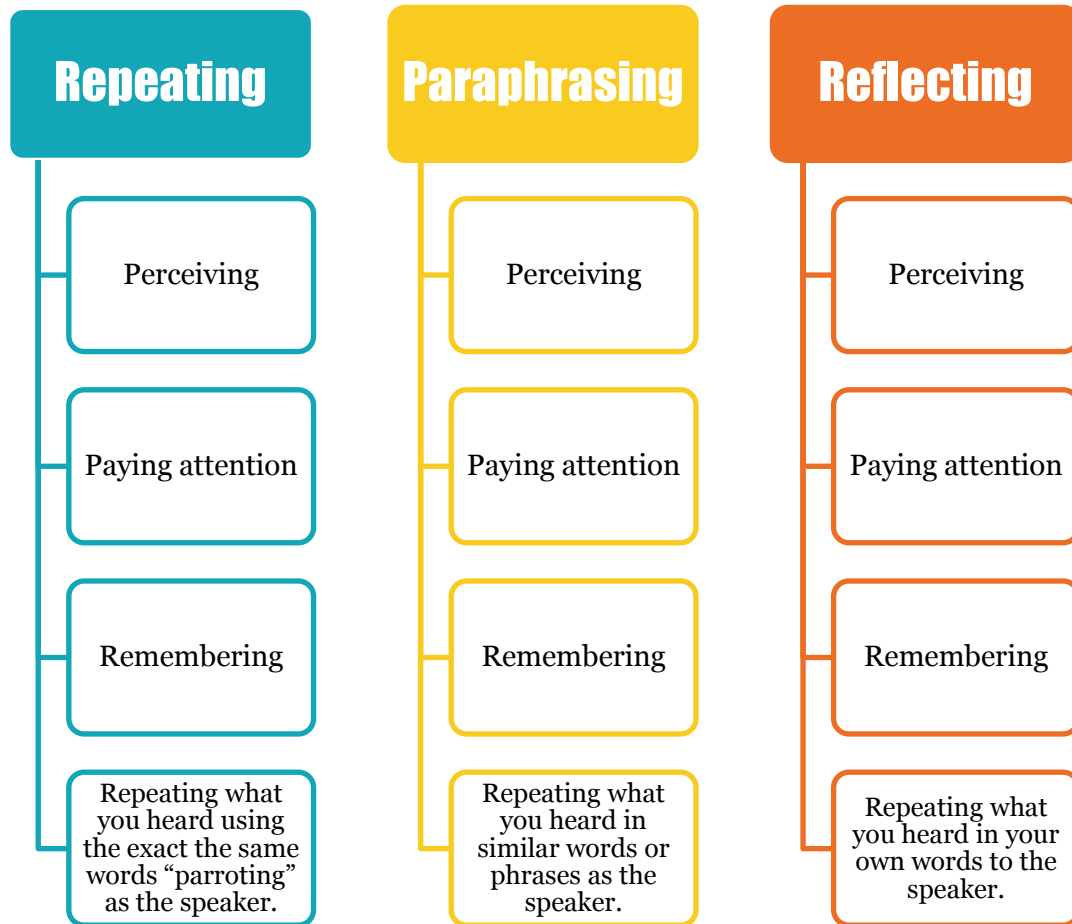 Repeating
Perceiving
Paying attention
Remembering
Repeating what
you heard using
the exact the same
words “parroting”
as the speaker.
Paraphrasing
Perceiving
Paying attention
Remembering
Repeating what
you heard in
similar words or
phrases as the
speaker.
Reflecting
Perceiving
Paying attention
Remembering
Repeating what
you heard in your
own words to the
speaker.